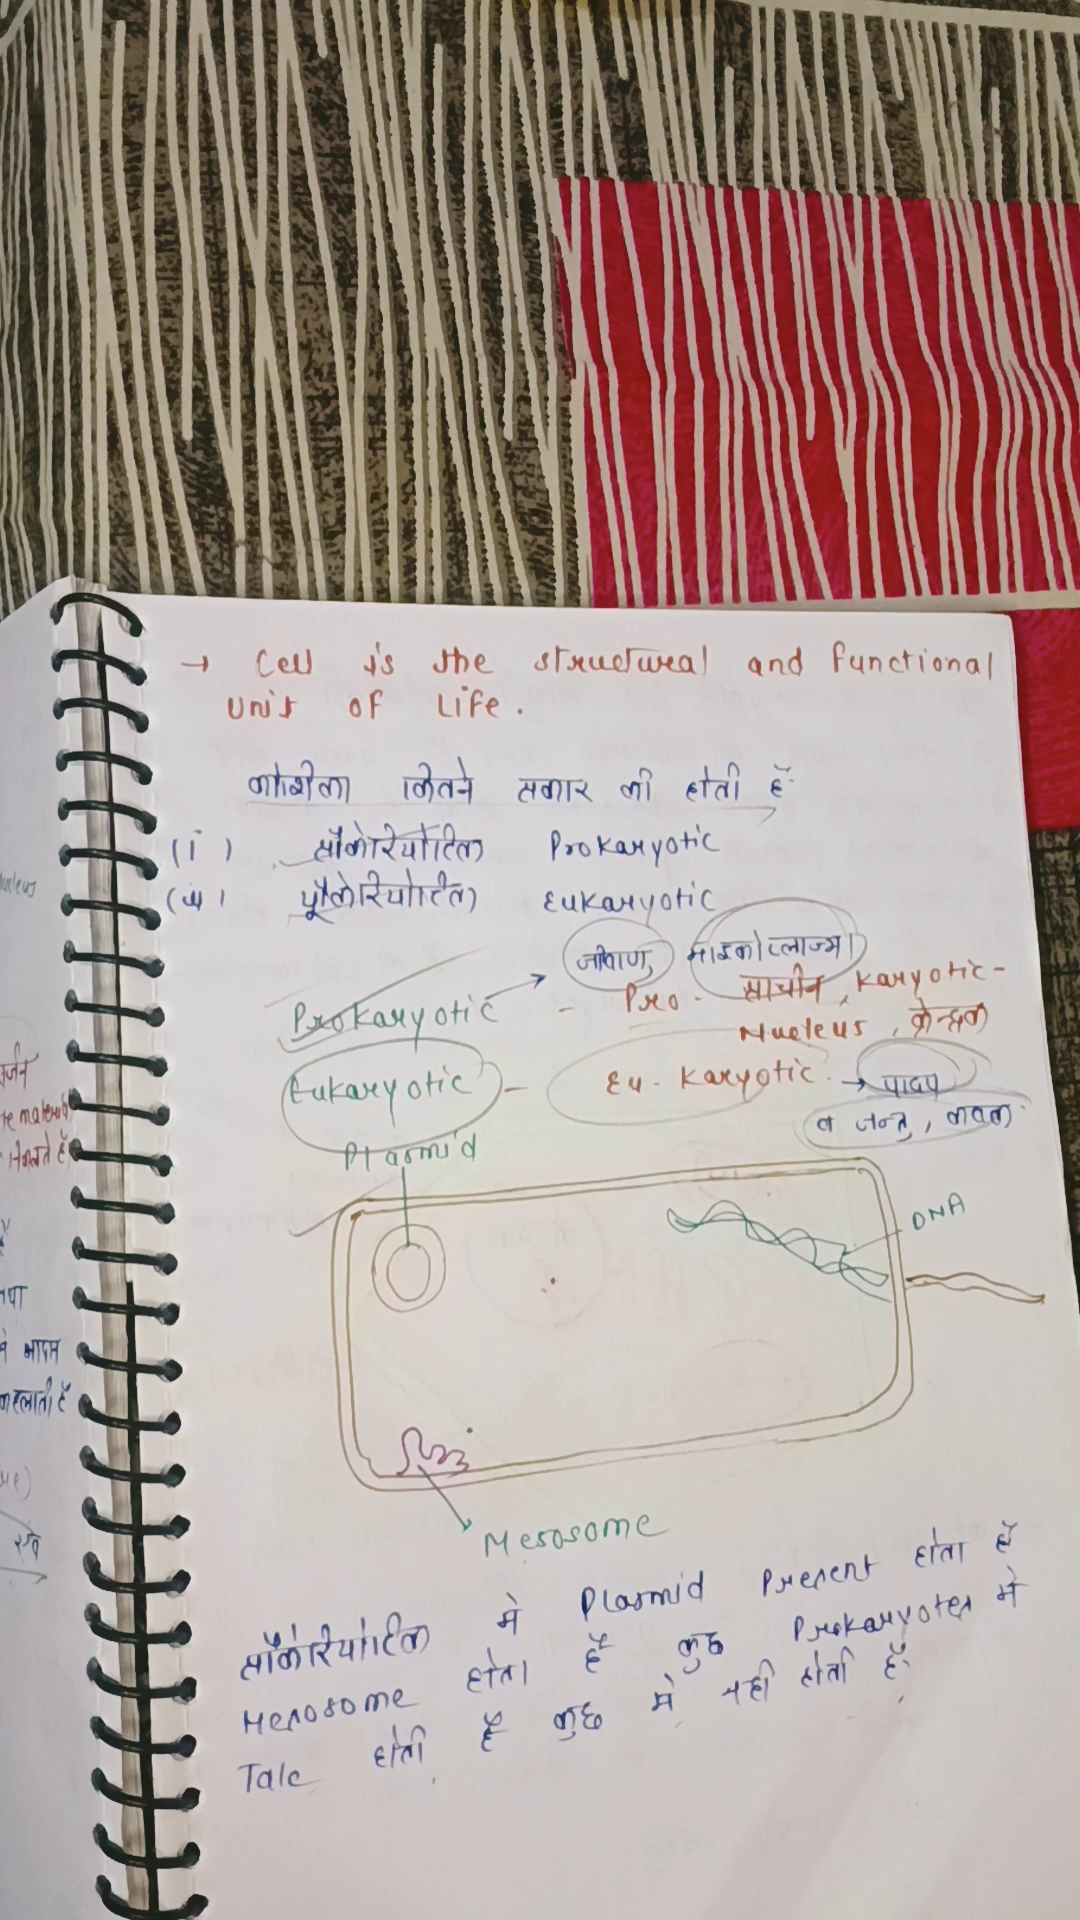 → Cell is the structural and functional
unit of Life.
कोशिका कितने प्रकार की होती है
(i) प्रौकेरियोटिक Prokaryotic
(ii) यूकेरियोटिक Eukaryotic
जीवाणु, माइकोप्लाज्मा
Prokaryotic → - Pro - प्राचीन, Karyotic -
Nucleus, केन्द्रक
Eukaryotic - Eu - Karyotic → पादप
व जन्तु, कवक
Plasmid
DNA
Mesosome
प्रौकेरियोटिक मे Plasmid Present होता हैं
Mesosome होता हैं कुछ Prokaryotes मे
Tale होती हैं कुछ मे नही होती हैं